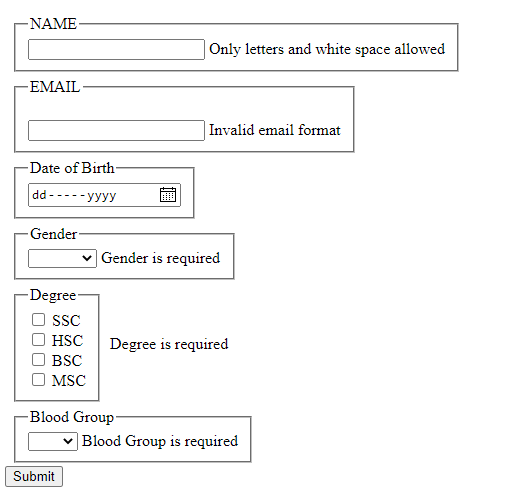 NAME
Only letters and white space allowed
EMAIL
Invalid email format
Date of Birth
dd-----yyyy
Gender
Gender is required
Degree
SSC
HSC
Degree is required
BSC
MSC
Blood Group
Blood Group is required
Submit